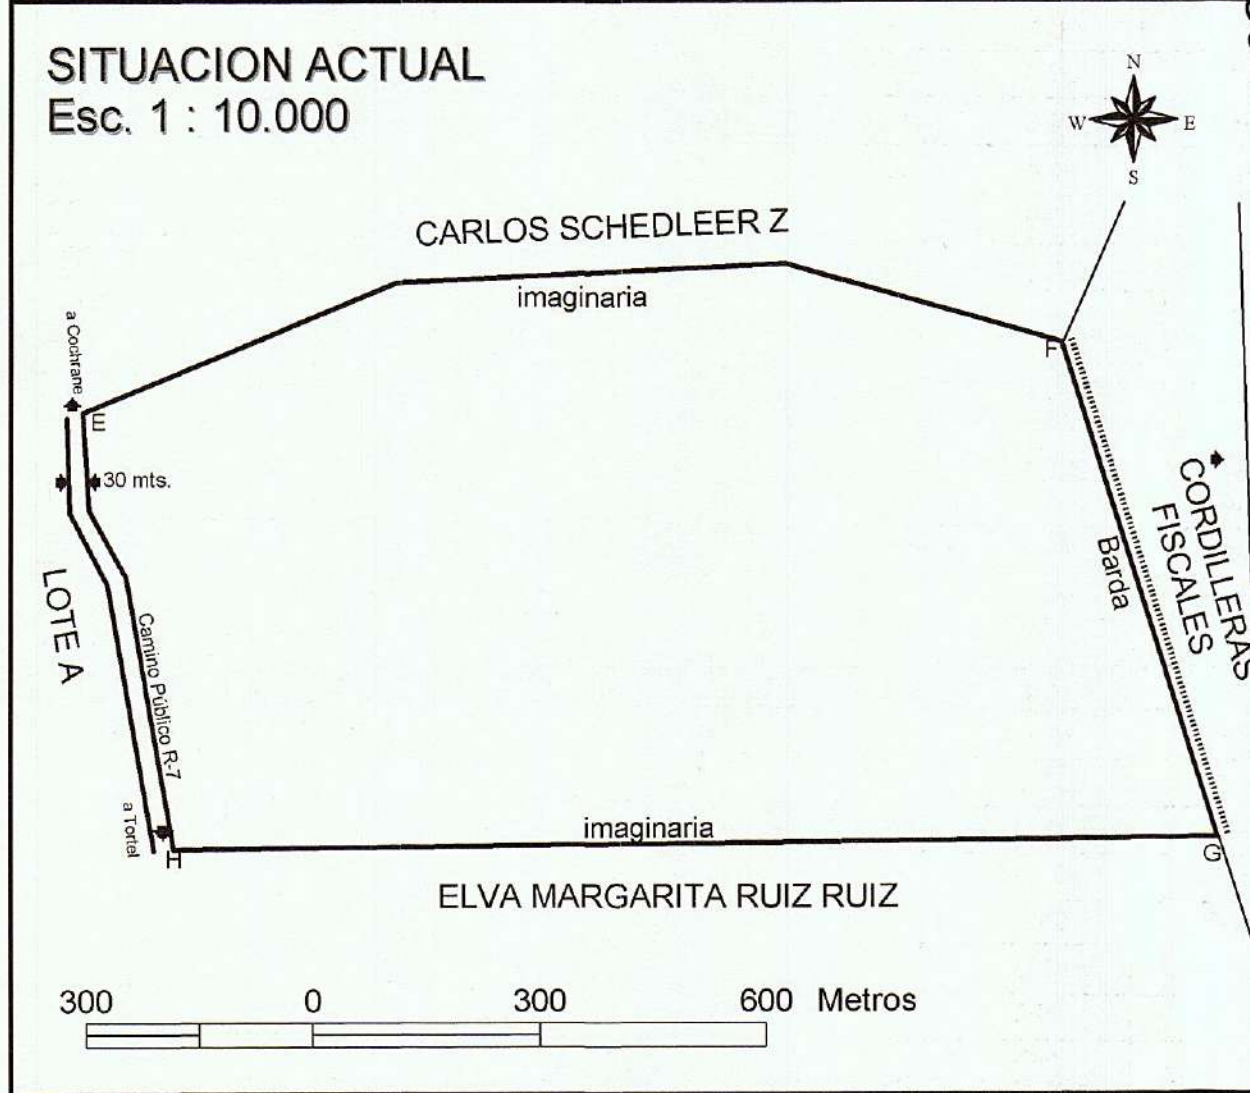 SITUACION ACTUAL
Esc. 1 : 10.000
N
W
E
S
CARLOS SCHEDLEER Z
imaginaria
a Cochrane
E
F
30 mts.
LOTE A
Camino Público R-7
a Tortel
H
Barda
CORDILLERAS
FISCALES
imaginaria
G
ELVA MARGARITA RUIZ RUIZ
300 0 300 600 Metros